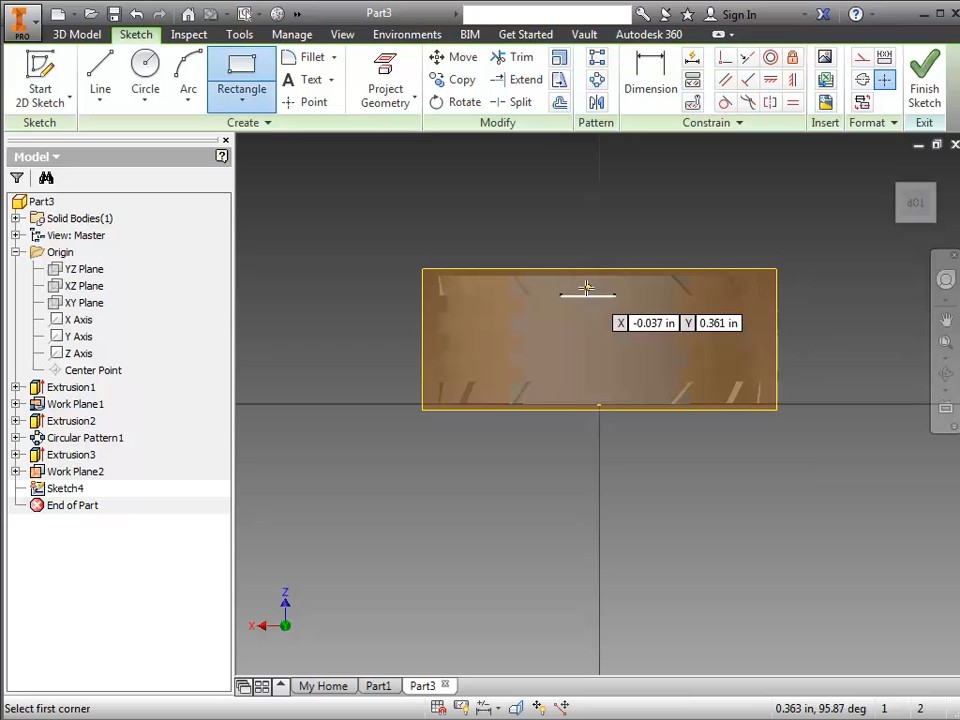 Part3
Sign In
PRO
3D Model Sketch Inspect Tools Manage View Environments BIM Get Started Vault Autodesk 360
Start
2D Sketch
Line
Circle
Arc
Rectangle
Fillet
Text
Point
Project
Geometry
Move
Copy
Rotate
Trim
Extend
Split
Dimension
Finish
Sketch
Sketch Create Modify Pattern Constrain Insert Format Exit
Model
Part3
Solid Bodies(1)
View: Master
Origin
YZ Plane
XZ Plane
XY Plane
X Axis
Y Axis
Z Axis
Center Point
Extrusion1
Work Plane1
Extrusion2
Circular Pattern1
Extrusion3
Work Plane2
Sketch4
End of Part
TOP
X -0.037 in Y 0.361 in
Z
X
My Home Part1 Part3
Select first corner
0.363 in, 95.87 deg 1 2